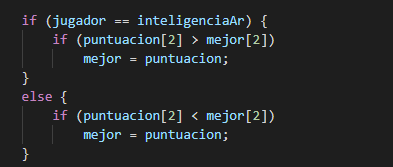 if (jugador == inteligenciaAr) {
    if (puntuacion[2] > mejor[2])
        mejor = puntuacion;
}
else {
    if (puntuacion[2] < mejor[2])
        mejor = puntuacion;
}